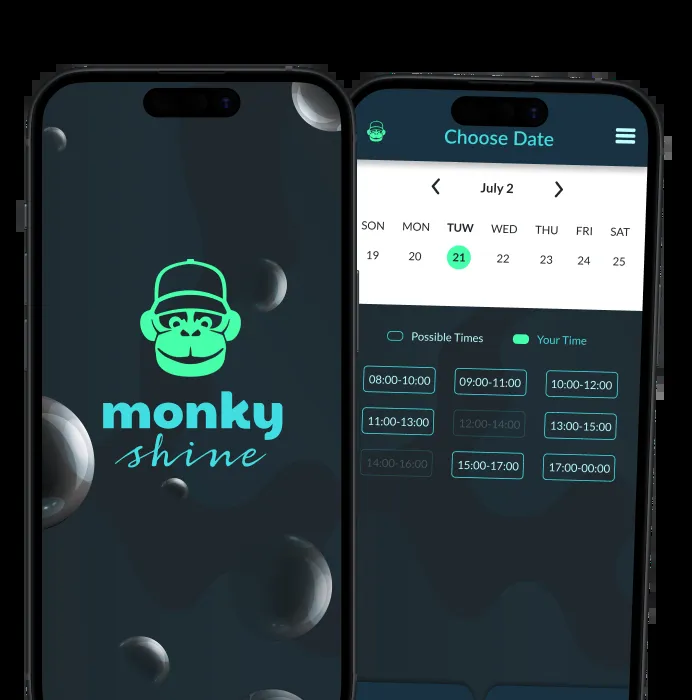 monky
shine
Choose Date
July 2
SON MON TUW WED THU FRI SAT
19 20 21 22 23 24 25
Possible Times Your Time
08:00-10:00 09:00-11:00 10:00-12:00
11:00-13:00 12:00-14:00 13:00-15:00
14:00-16:00 15:00-17:00 17:00-00:00